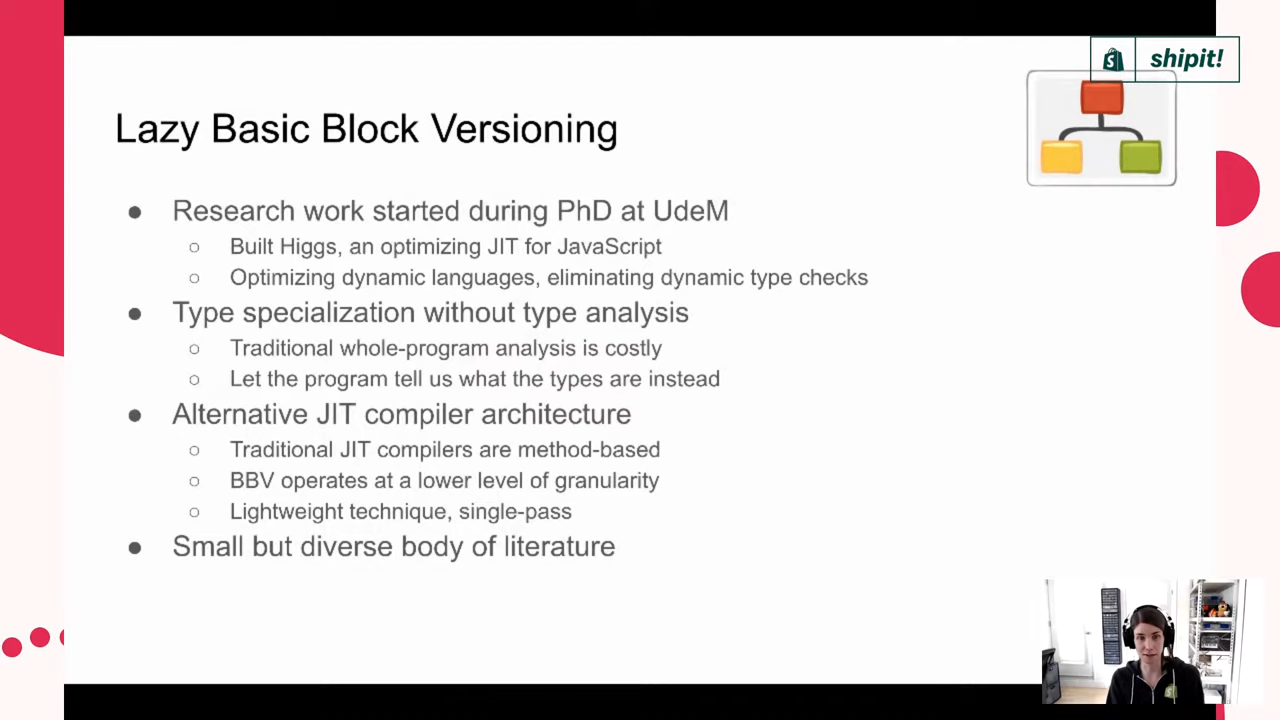 shipit!
Lazy Basic Block Versioning
● Research work started during PhD at UdeM
○ Built Higgs, an optimizing JIT for JavaScript
○ Optimizing dynamic languages, eliminating dynamic type checks
● Type specialization without type analysis
○ Traditional whole-program analysis is costly
○ Let the program tell us what the types are instead
● Alternative JIT compiler architecture
○ Traditional JIT compilers are method-based
○ BBV operates at a lower level of granularity
○ Lightweight technique, single-pass
● Small but diverse body of literature